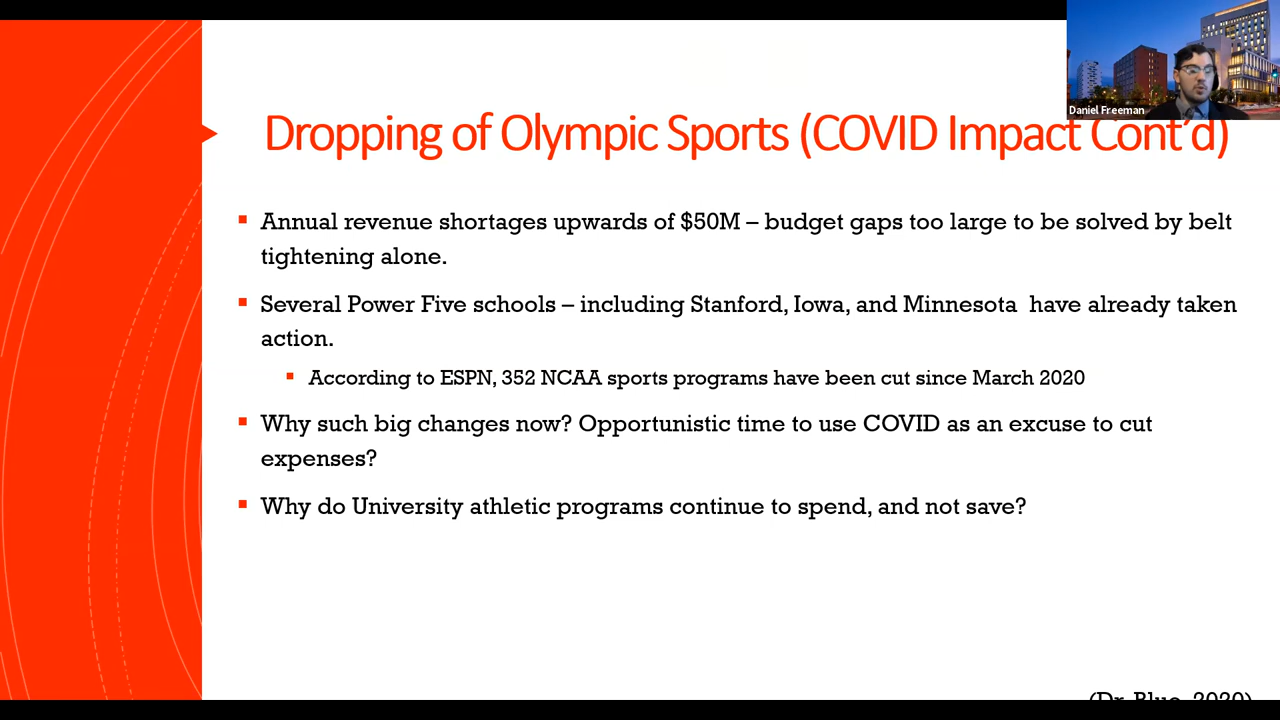 Daniel Freeman
Dropping of Olympic Sports (COVID Impact Cont'd)
Annual revenue shortages upwards of $50M – budget gaps too large to be solved by belt
tightening alone.
Several Power Five schools – including Stanford, Iowa, and Minnesota have already taken
action.
According to ESPN, 352 NCAA sports programs have been cut since March 2020
Why such big changes now? Opportunistic time to use COVID as an excuse to cut
expenses?
Why do University athletic programs continue to spend, and not save?
(Dr. Blue, 2020)